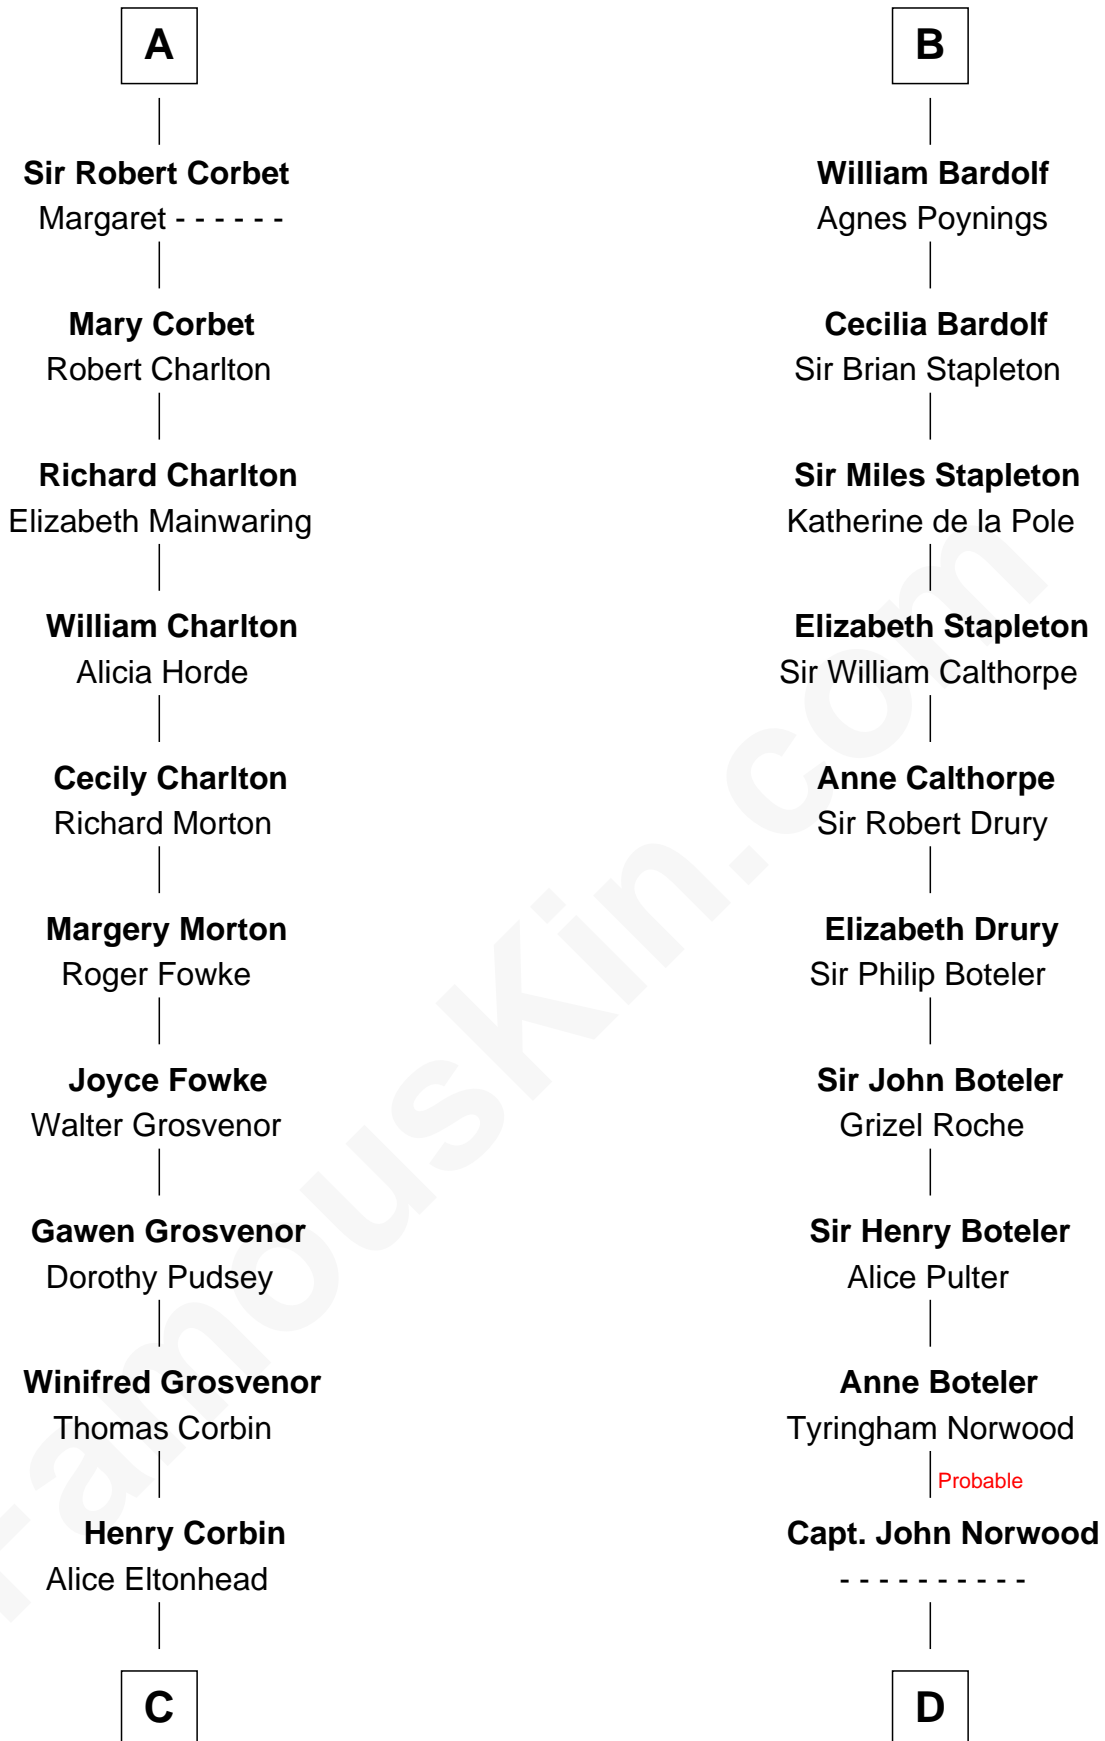 A
Sir Robert Corbet
Margaret - - - - - -
Mary Corbet
Robert Charlton
Richard Charlton
Elizabeth Mainwaring
William Charlton
Alicia Horde
Cecily Charlton
Richard Morton
Margery Morton
Roger Fowke
Joyce Fowke
Walter Grosvenor
Gawen Grosvenor
Dorothy Pudsey
Winifred Grosvenor
Thomas Corbin
Henry Corbin
Alice Eltonhead
C
B
William Bardolf
Agnes Poynings
Cecilia Bardolf
Sir Brian Stapleton
Sir Miles Stapleton
Katherine de la Pole
Elizabeth Stapleton
Sir William Calthorpe
Anne Calthorpe
Sir Robert Drury
Elizabeth Drury
Sir Philip Boteler
Sir John Boteler
Grizel Roche
Sir Henry Boteler
Alice Pulter
Anne Boteler
Tyringham Norwood
Probable
Capt. John Norwood
- - - - - - - - - -
D
FamousKin.com